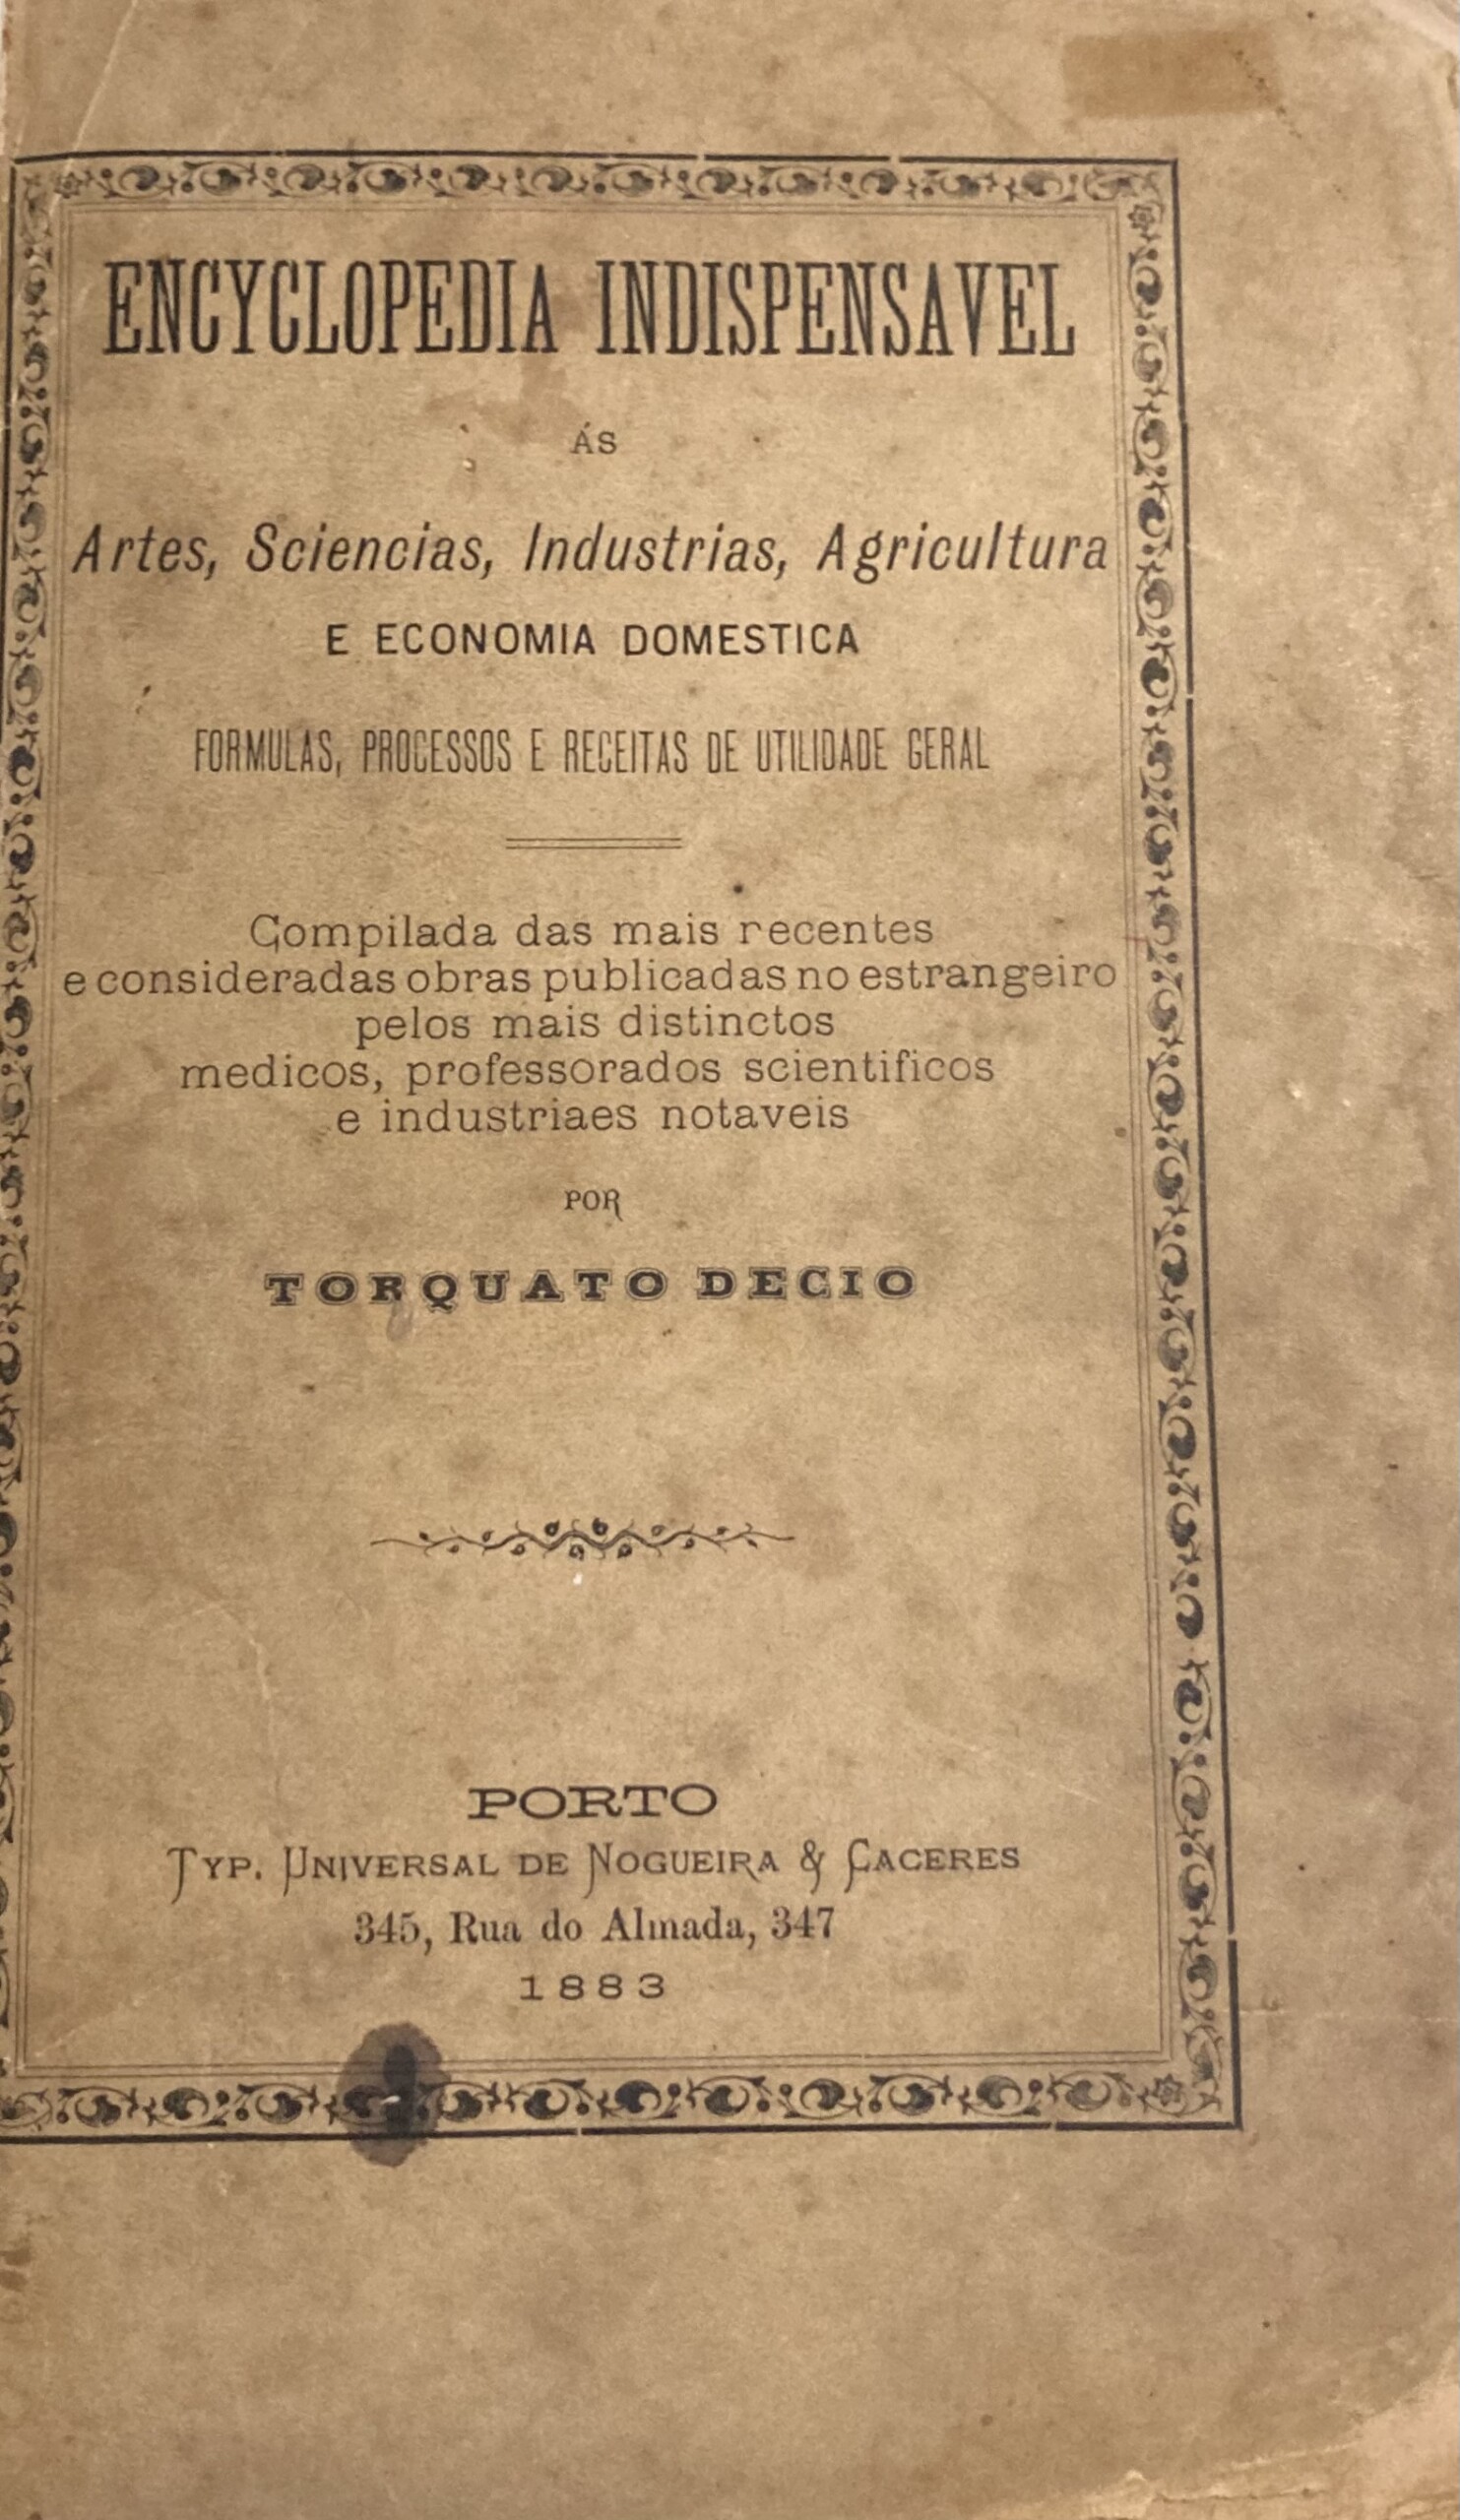 ENCYCLOPEDIA INDISPENSAVEL
ÁS
Artes, Sciencias, Industrias, Agricultura
E ECONOMIA DOMESTICA
FORMULAS, PROCESSOS E RECEITAS DE UTILIDADE GERAL
Compilada das mais recentes
e consideradas obras publicadas no estrangeiro
pelos mais distinctos
medicos, professorados scientificos
e industriaes notaveis
POR
TORQUATO DECIO
PORTO
TYP. UNIVERSAL DE NOGUEIRA & CACERES
345, Rua do Almada, 347
1883